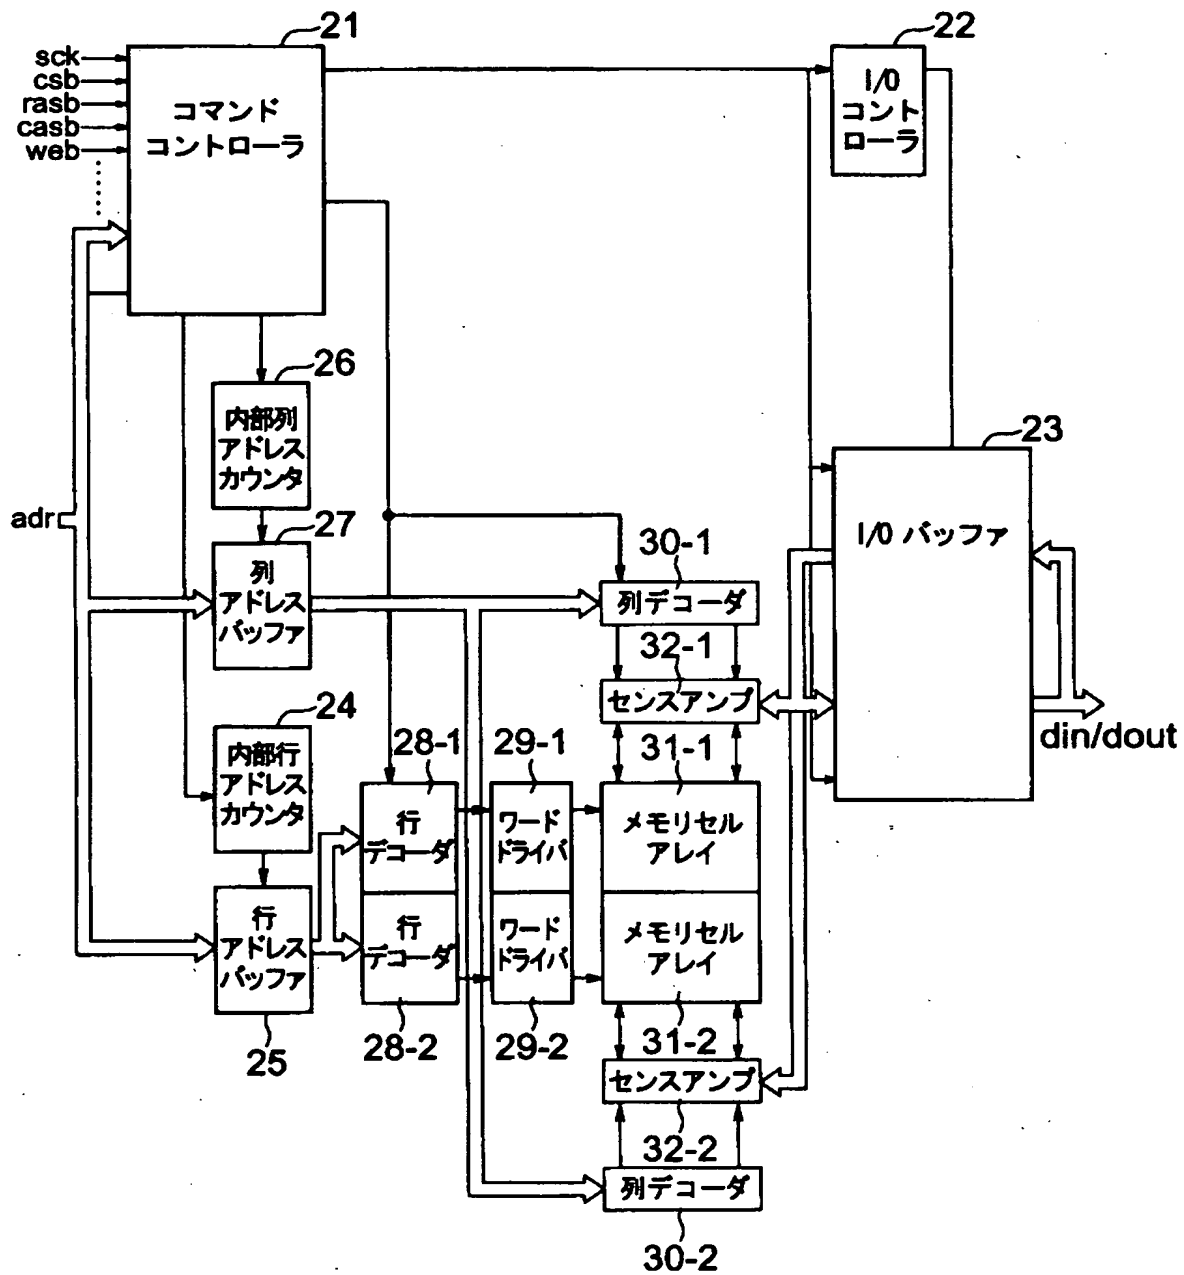 21
22
sck
csb
rasb
casb
web
コマンド
コントローラ
I/O
コント
ローラ
26
内部列
アドレス
カウンタ
23
I/O バッファ
adr
27
列
アドレス
バッファ
30-1
列デコーダ
32-1
センスアンプ
24
内部行
アドレス
カウンタ
28-1
29-1
31-1
din/dout
行
デコーダ
ワード
ドライバ
メモリセル
アレイ
行
アドレス
バッファ
行
デコーダ
ワード
ドライバ
メモリセル
アレイ
25
28-2
29-2
31-2
センスアンプ
32-2
列デコーダ
30-2